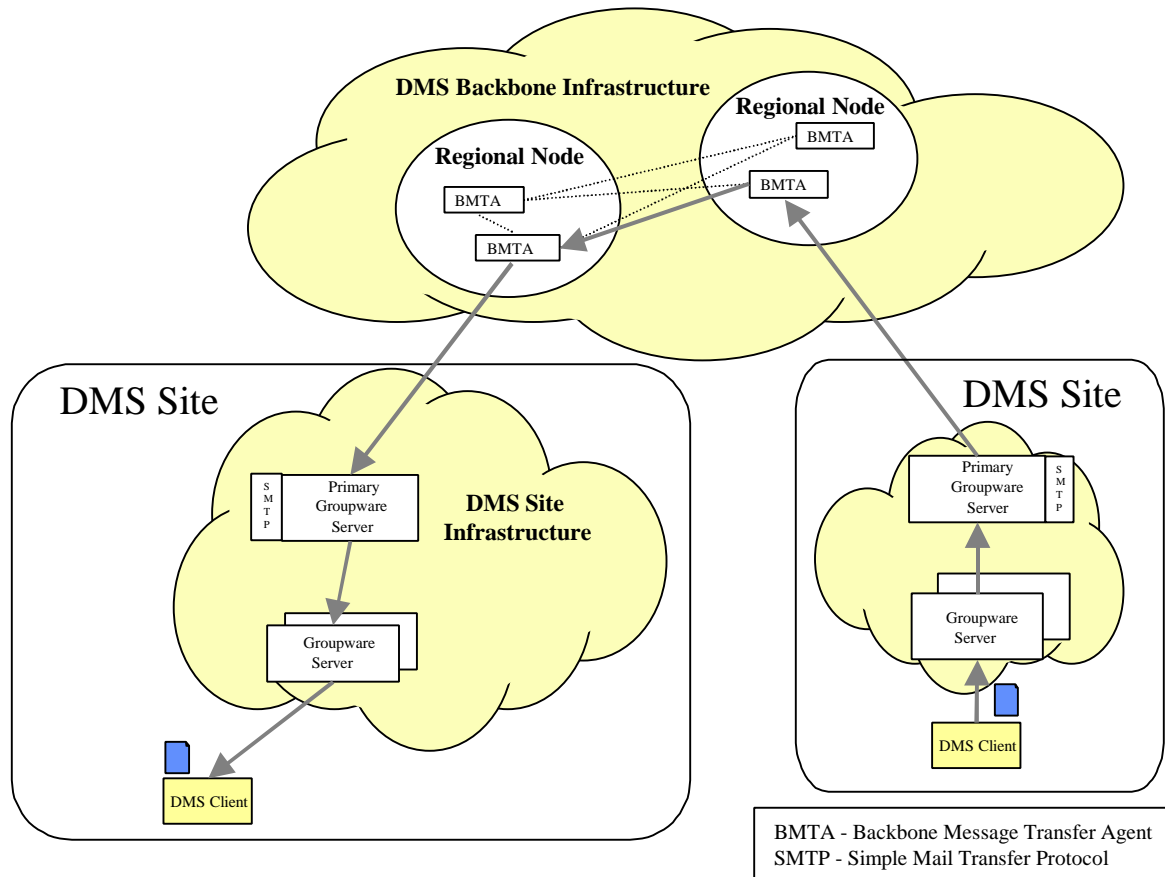 DMS Backbone Infrastructure
Regional Node
BMTA
BMTA
Regional Node
BMTA
BMTA
DMS Site
SMTP
Primary
Groupware
Server
DMS Site
Infrastructure
Groupware
Server
DMS Client
DMS Site
Primary
Groupware
Server
SMTP
Groupware
Server
DMS Client
BMTA - Backbone Message Transfer Agent
SMTP - Simple Mail Transfer Protocol